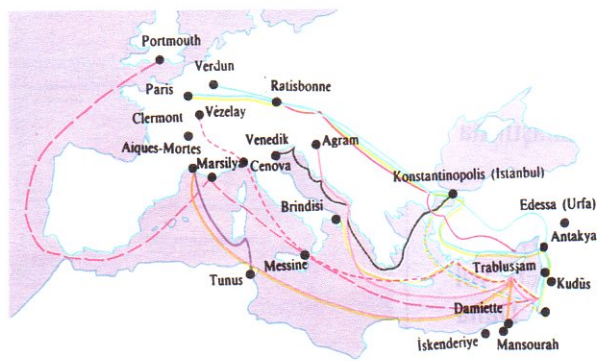 Portmouth
Verdun
Paris
Ratisbonne
Clermont
Vézelay
Aiques-Mortes
Venedik
Agram
Marsilya
Cenova
Konstantinopolis (İstanbul)
Edessa (Urfa)
Brindisi
Antakya
Messine
Tunus
Trablusşam
Kudüs
Damiette
İskenderiye
Mansourah